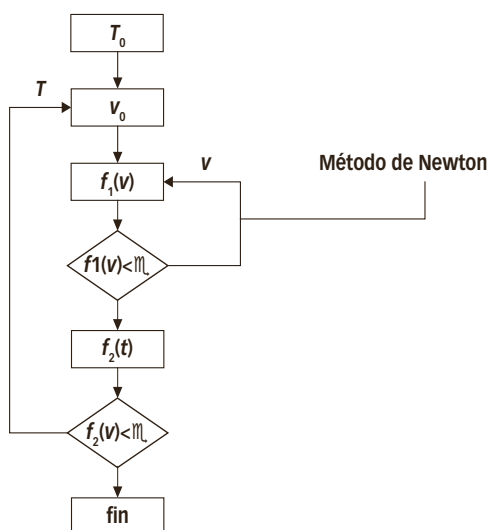 T₀
T
v₀
v
Método de Newton
f₁(v)
f1(v)<♏
f₂(t)
f₂(v)<♏
fin